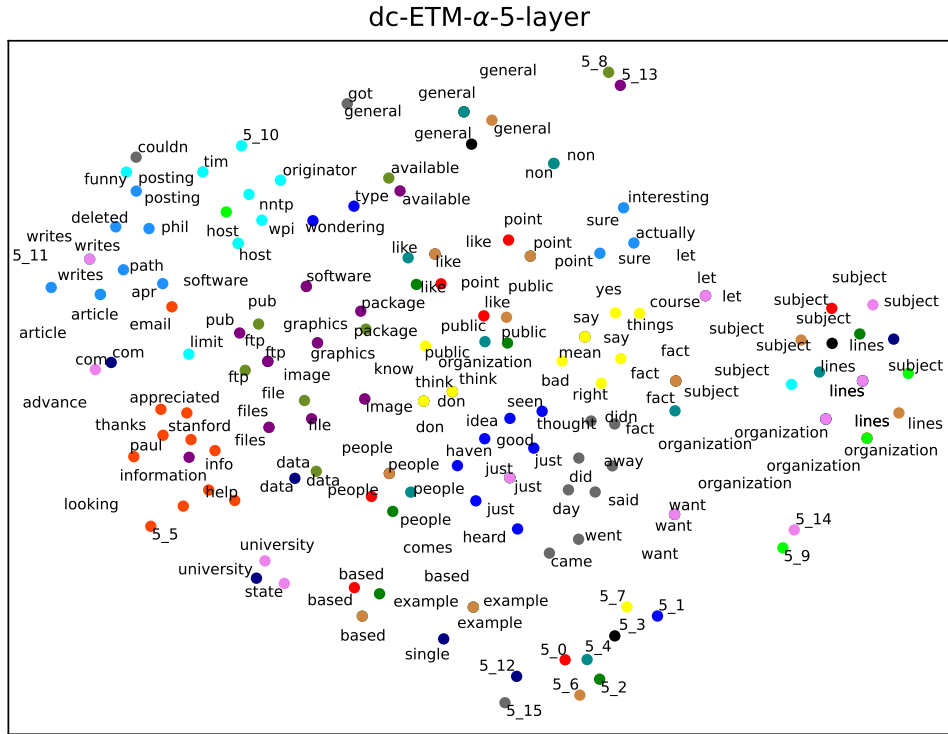 dc-ETM-α-5-layer
5_8
general
5_13
got
general
general
general
general
5_10
couldn
tim
non
originator
available
non
funny
posting
posting
type
available
interesting
nntp
deleted
phil
host
wpi
wondering
point
sure
writes
writes
host
like
like
point
actually
5_11
like
point
sure
let
writes
path
apr
software
software
like
point
public
let
let
subject
article
email
pub
package
like
yes
course
subject
subject
article
pub
ftp
graphics
package
public
public
say
things
subject
com
com
limit
ftp
graphics
public
organization
say
subject
lines
ftp
image
know
mean
fact
subject
lines
subject
advance
appreciated
file
image
think
think
bad
fact
subject
lines
thanks
stanford
files
file
don
don
seen
right
fact
organization
lines
lines
lines
paul
files
idea
good
thought
didn
fact
organization
organization
information
info
data
people
haven
just
away
organization
data
data
people
just
did
organization
looking
help
people
people
just
day
said
want
5_5
people
heard
went
want
5_14
university
comes
came
want
5_9
university
state
based
based
based
example
example
5_7
5_1
based
example
5_3
single
5_0
5_4
5_12
5_6
5_2
5_15